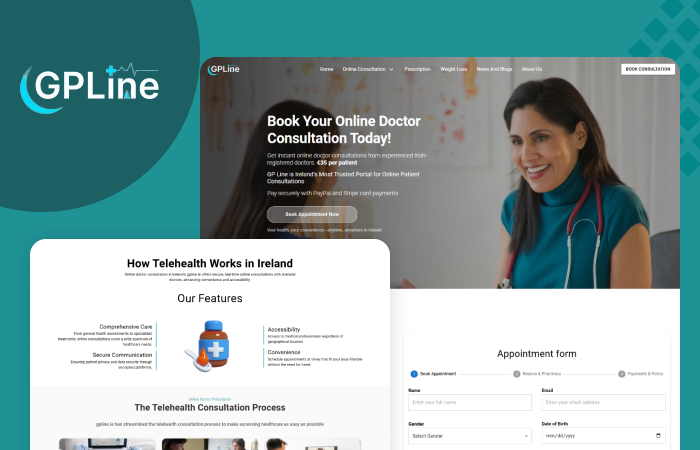 GPLine
GPLine
Home Online Consultation Prescription Weight Loss News And Blogs About Us BOOK CONSULTATION
Book Your Online Doctor
Consultation Today!
Get instant online doctor consultations from experienced Irish-
registered doctors. €35 per patient
GP Line is Ireland's Most Trusted Portal for Online Patient
Consultations
Pay securely with PayPal and Stripe card payments
Book Appointment Now
Your health, your convenience—anytime, anywhere in Ireland
How Telehealth Works in Ireland
Online doctor consultation in Ireland's gpline.ie offers secure, real-time online consultations with licensed
doctors, enhancing convenience and accessibility.
Our Features
Comprehensive Care
From general health assessments to specialized
treatments, online consultations cover a wide spectrum of
healthcare needs.
Secure Communication
Ensuring patient privacy and data security through
encrypted platforms.
Accessibility
Access to medical professionals regardless of
geographical location.
Convenience
Schedule appointments at times that fit your busy lifestyle
without the need for travel.
Online Doctor Prescription
The Telehealth Consultation Process
gpline.ie has streamlined the telehealth consultation process to make accessing healthcare as easy as possible
Appointment form
1 Book Appointment
2 Reason & Pharmacy
3 Payments & Policy
Name
Enter your full name
Email
Enter your email address
Gender
Select Gender
Date of Birth
dd/mm/yyyy